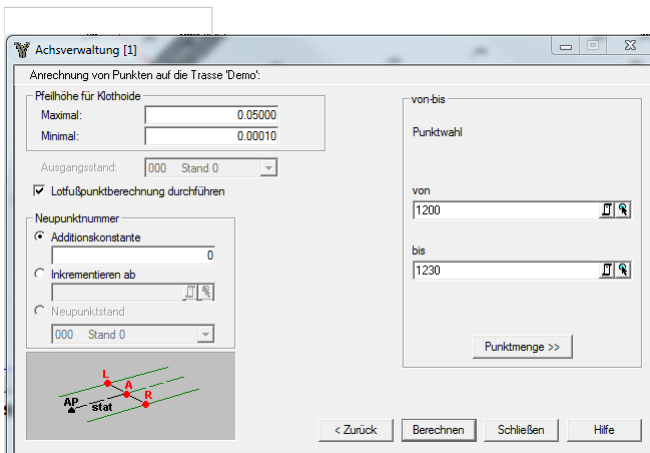 Achsverwaltung [1]
Anrechnung von Punkten auf die Trasse 'Demo':
Pfeilhöhe für Klothoide
Maximal: 0.05000
Minimal: 0.00010
Ausgangsstand: 000 Stand 0
Lotfußpunktberechnung durchführen
Neupunktnummer
Additionskonstante
0
Inkrementieren ab
Neupunktstand
000 Stand 0
L
A
R
AP
stat
von-bis
Punktwahl
von
1200
bis
1230
Punktmenge >>
< Zurück Berechnen Schließen Hilfe